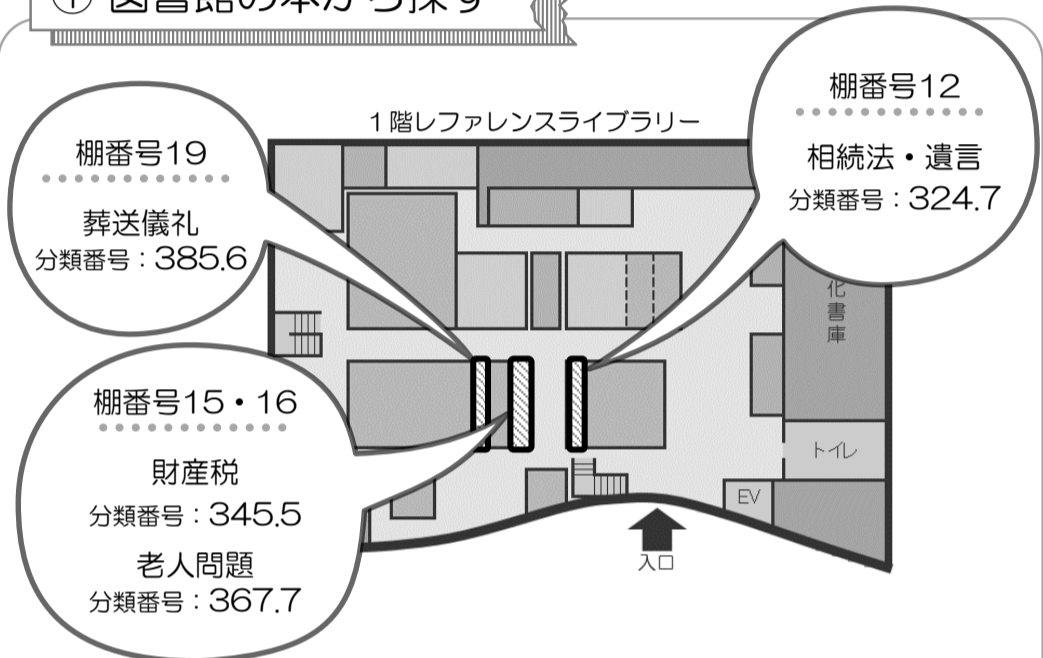 ① 図書館の本から探す
1階レファレンスライブラリー
棚番号19
葬送儀礼
分類番号：385.6
棚番号12
相続法・遺言
分類番号：324.7
棚番号15・16
財産税
分類番号：345.5
老人問題
分類番号：367.7
化書庫
トイレ
EV
入口